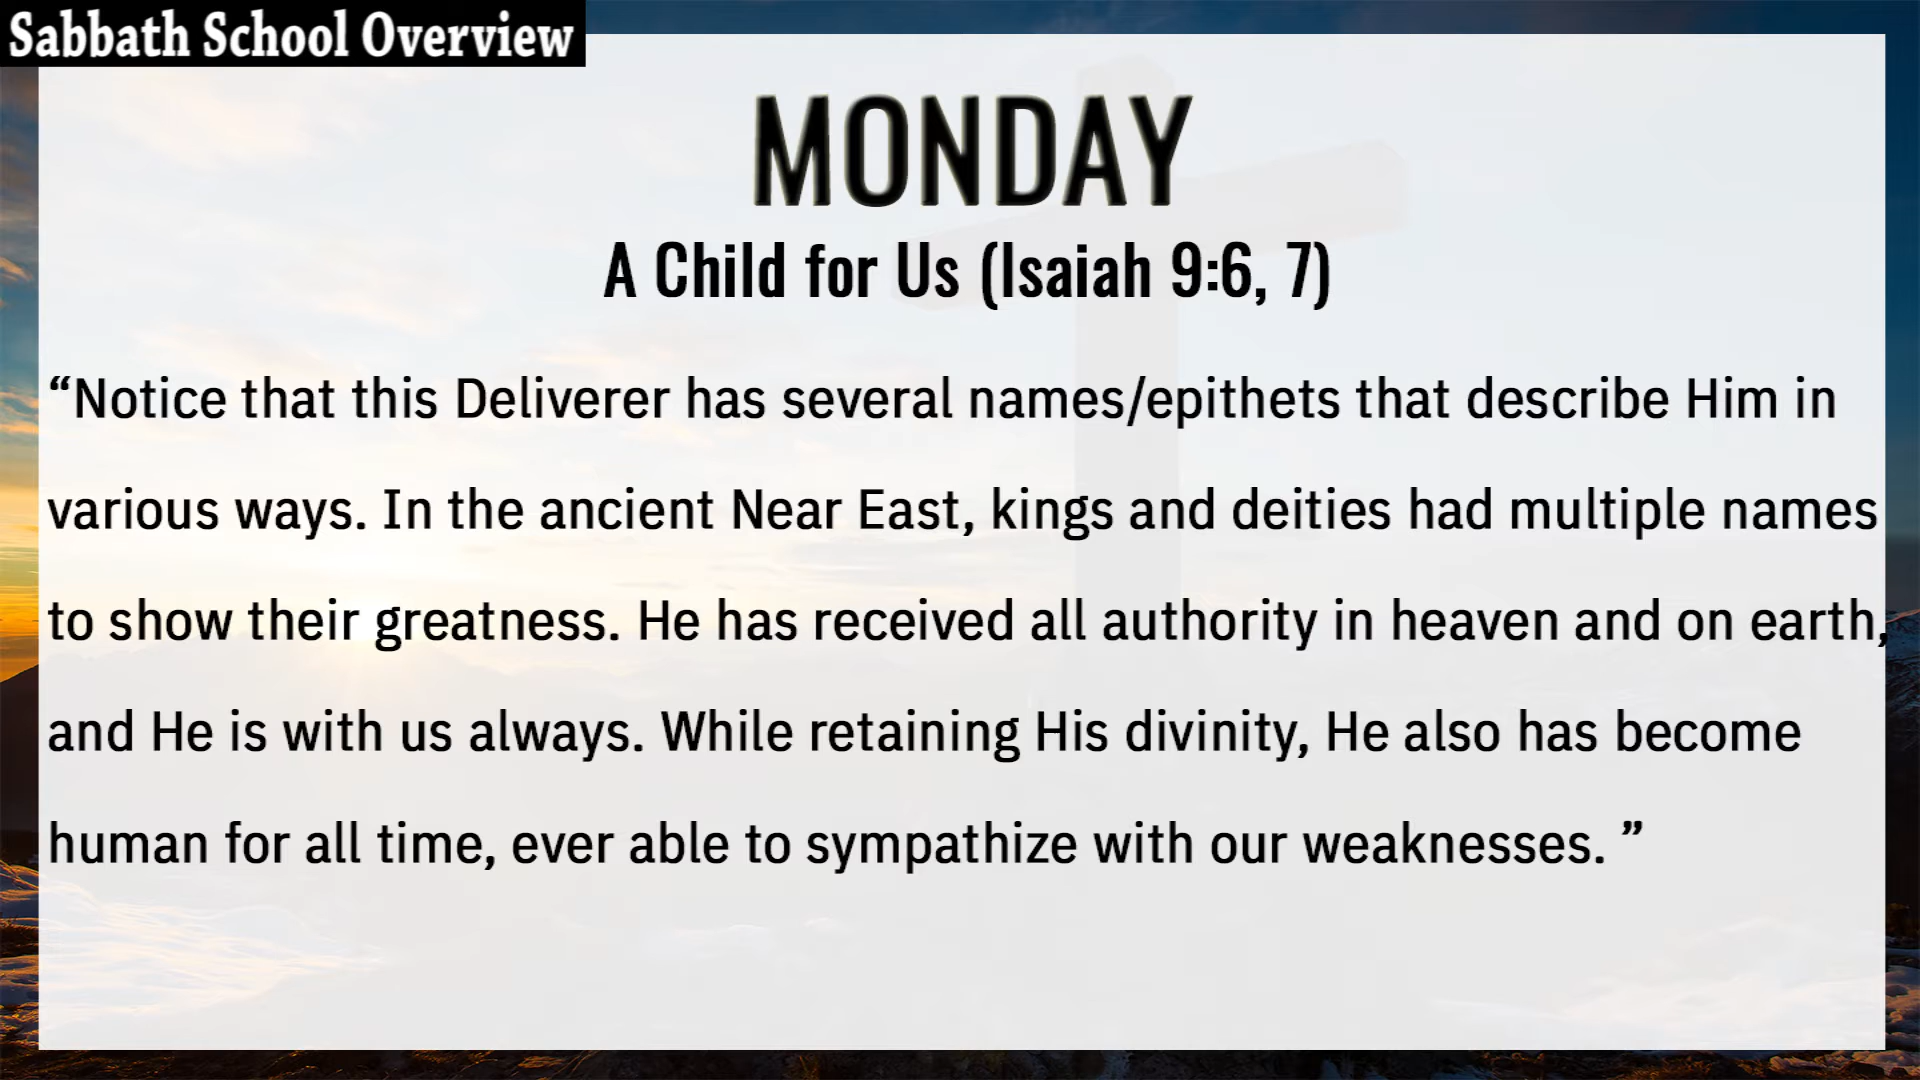 Sabbath School Overview
MONDAY
A Child for Us (Isaiah 9:6, 7)
“Notice that this Deliverer has several names/epithets that describe Him in
various ways. In the ancient Near East, kings and deities had multiple names
to show their greatness. He has received all authority in heaven and on earth,
and He is with us always. While retaining His divinity, He also has become
human for all time, ever able to sympathize with our weaknesses. ”